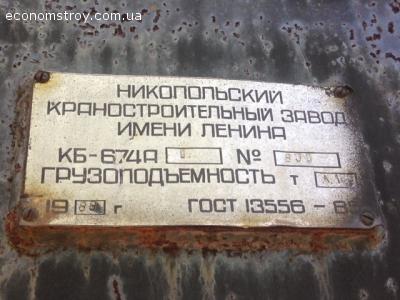 economstroy.com.ua
НИКОПОЛЬСКИЙ
КРАНОСТРОИТЕЛЬНЫЙ ЗАВОД
ИМЕНИ ЛЕНИНА
КБ-674А №
ГРУЗОПОДЪЕМНОСТЬ т
19 г ГОСТ 13556 -